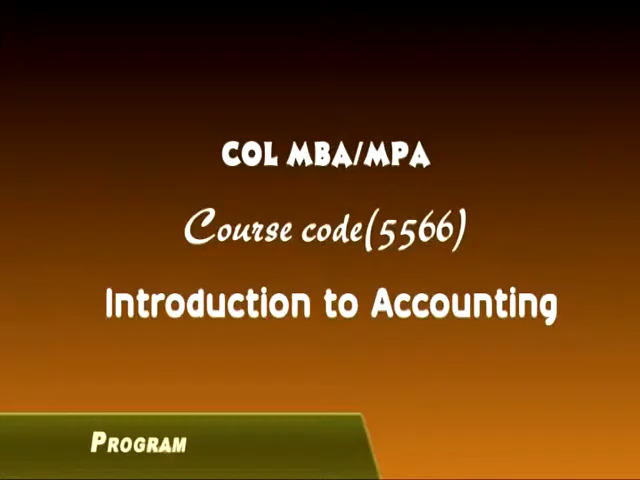 COL MBA/MPA
Course code(5566)
Introduction to Accounting
PROGRAM